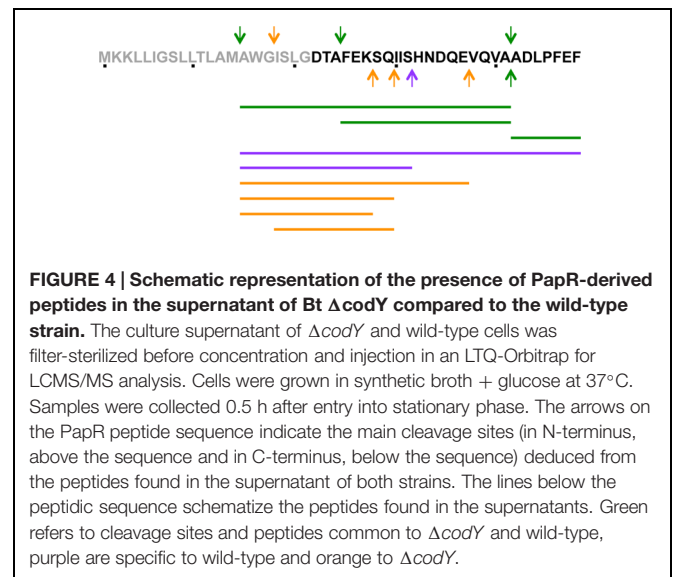 MKKLLIGSLLTLAMAWGISLGDTAFEKSQIISHNDQEVQVAADLPFEF
FIGURE 4 | Schematic representation of the presence of PapR-derived
peptides in the supernatant of Bt ΔcodY compared to the wild-type
strain. The culture supernatant of ΔcodY and wild-type cells was
filter-sterilized before concentration and injection in an LTQ-Orbitrap for
LCMS/MS analysis. Cells were grown in synthetic broth + glucose at 37°C.
Samples were collected 0.5 h after entry into stationary phase. The arrows on
the PapR peptide sequence indicate the main cleavage sites (in N-terminus,
above the sequence and in C-terminus, below the sequence) deduced from
the peptides found in the supernatant of both strains. The lines below the
peptidic sequence schematize the peptides found in the supernatants. Green
refers to cleavage sites and peptides common to ΔcodY and wild-type,
purple are specific to wild-type and orange to ΔcodY.